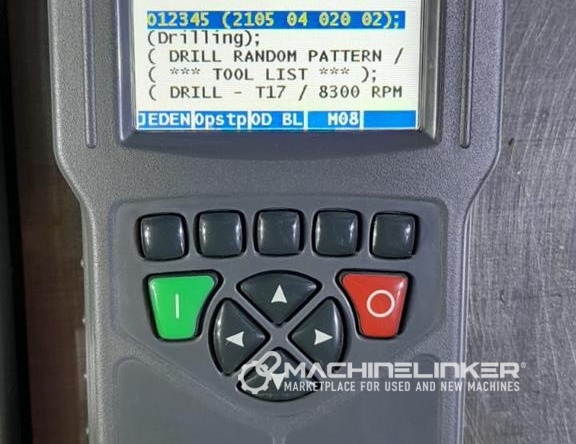 O12345 (2105 04 020 02);
(Drilling);
( DRILL RANDOM PATTERN /
( *** TOOL LIST *** );
( DRILL - T17 / 8300 RPM
JEDEN Opstp OD BL M08
MACHINELINKER®
MARKETPLACE FOR USED AND NEW MACHINES